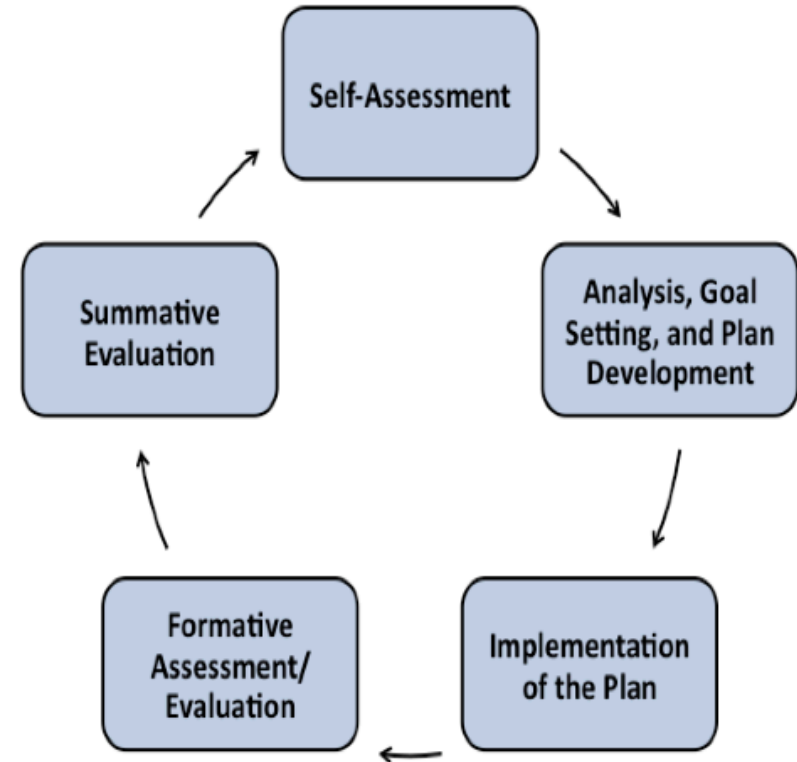 Self-Assessment
Analysis, Goal
Setting, and Plan
Development
Implementation
of the Plan
Formative
Assessment/
Evaluation
Summative
Evaluation